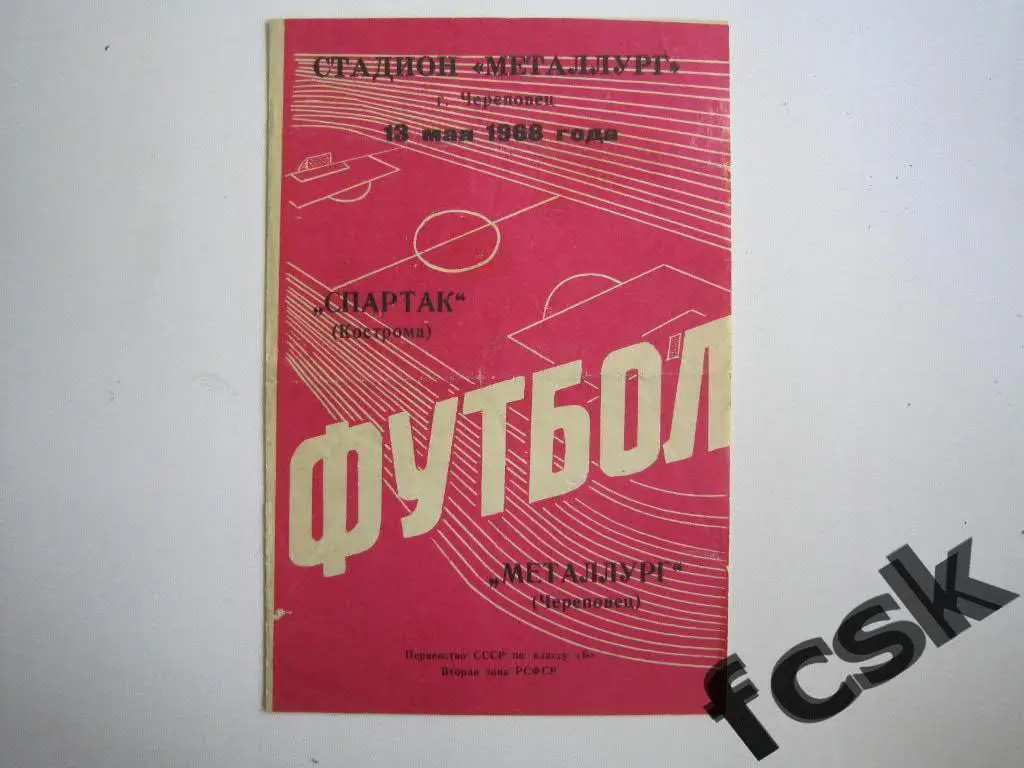 СТАДИОН «МЕТАЛЛУРГ»
г. Череповец
13 мая 1968 года
„СПАРТАК“
(Кострома)
ФУТБОЛ
„МЕТАЛЛУРГ“
(Череповец)
Первенство СССР по классу «Б»
Вторая зона РСФСР
fcsk